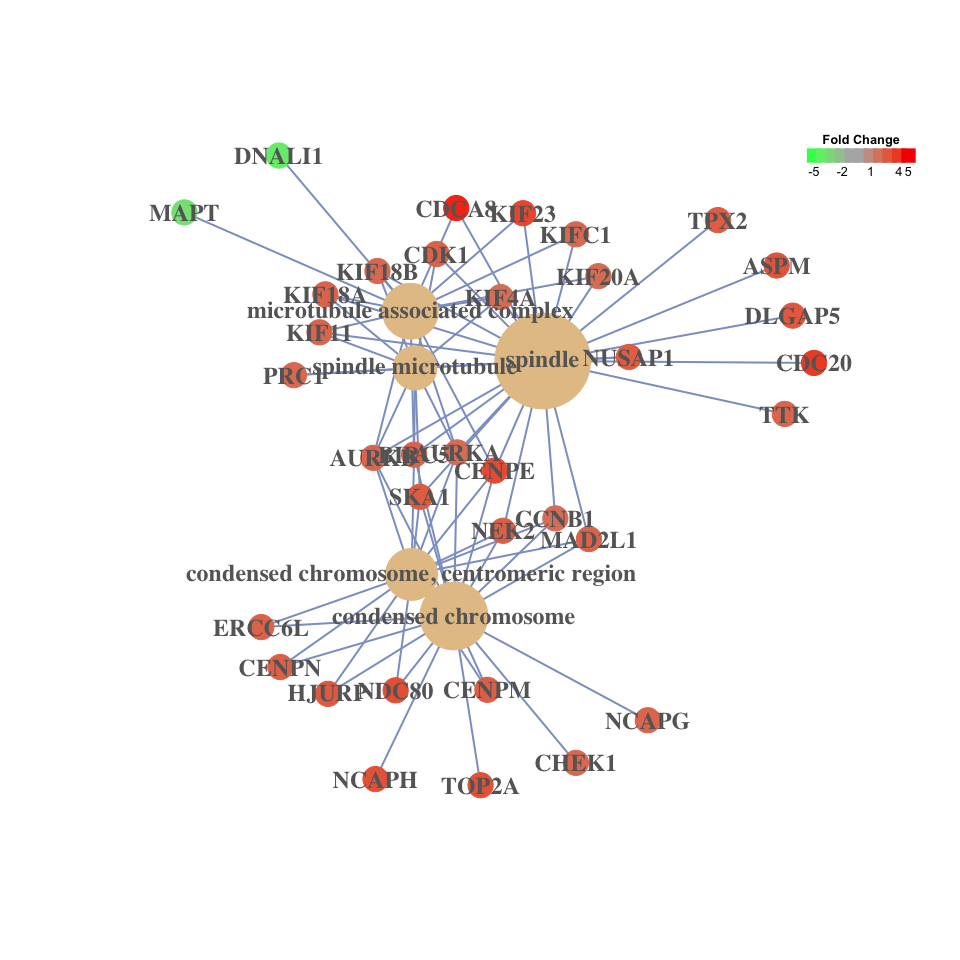 Fold Change
-5 -2 1 4 5
DNALI1
MAPT
CDCA8
KIF23
TPX2
KIFC1
CDK1
KIF18B
ASPM
KIF20A
KIF18A
KIF4A
microtubule associated complex
DLGAP5
KIF11
spindle
NUSAP1
CDC20
spindle microtubule
PRC1
TTK
AURKB
BIRC5
AURKA
CENPE
SKA1
CCNB1
NEK2
MAD2L1
condensed chromosome, centromeric region
condensed chromosome
ERCC6L
CENPN
HJURP
NDC80
CENPM
NCAPG
CHEK1
NCAPH
TOP2A